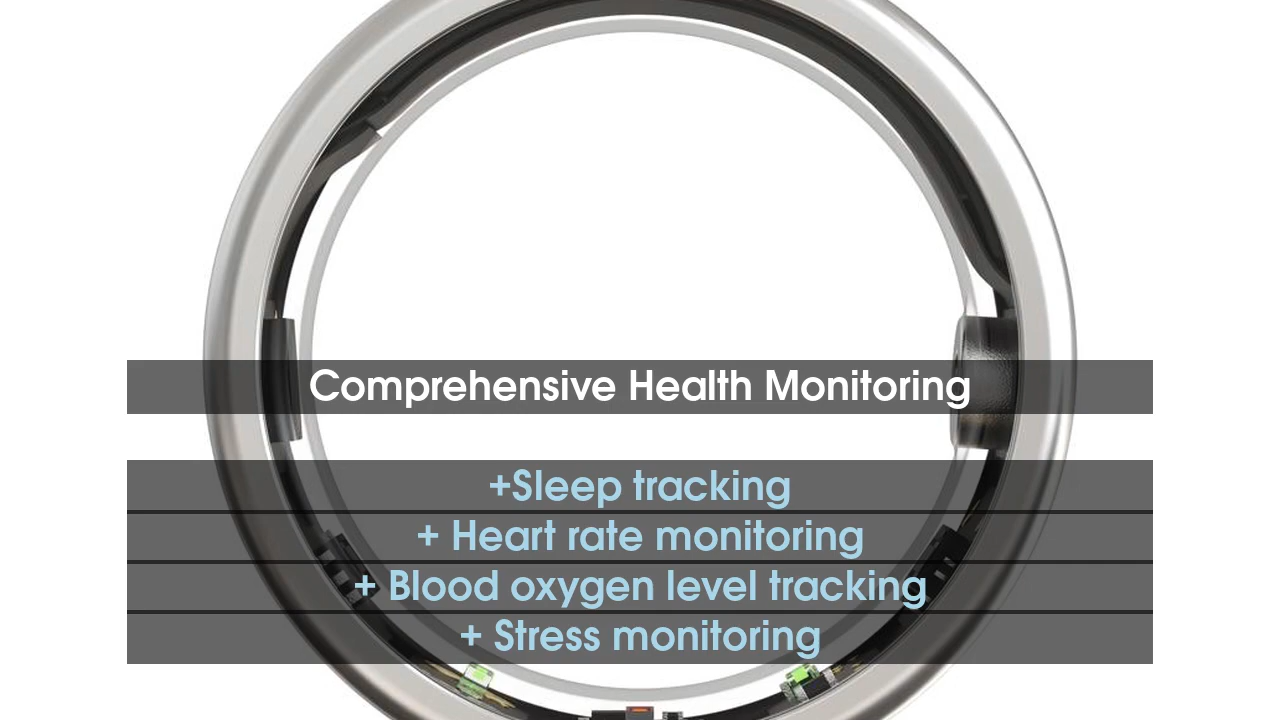 Comprehensive Health Monitoring
+Sleep tracking
+ Heart rate monitoring
+ Blood oxygen level tracking
+ Stress monitoring